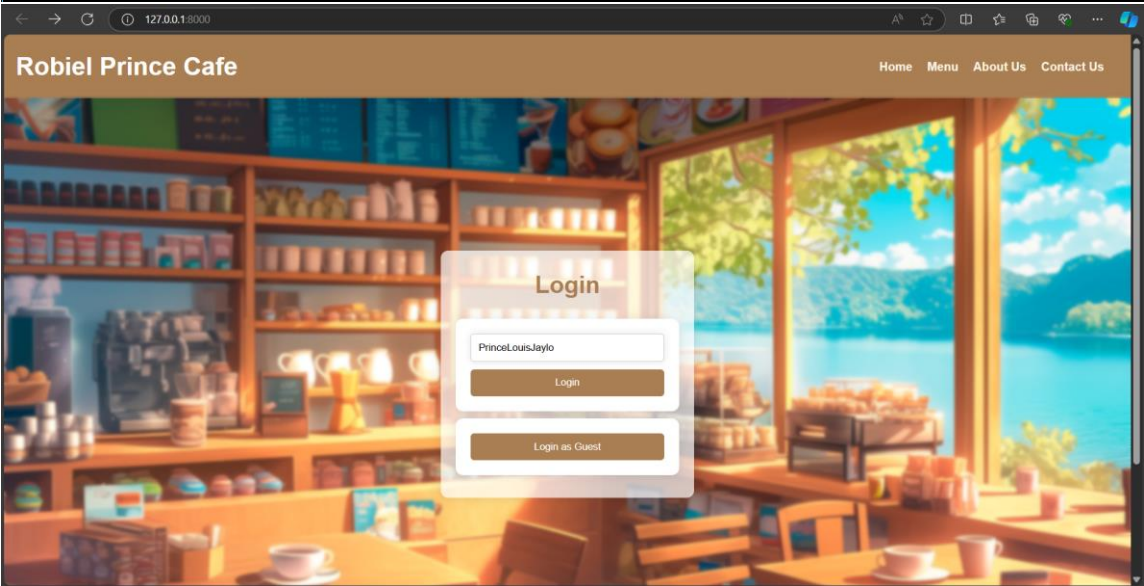 127.0.0.1:8000
Robiel Prince Cafe
Home Menu About Us Contact Us
Login
PrinceLouisJaylo
Login
Login as Guest